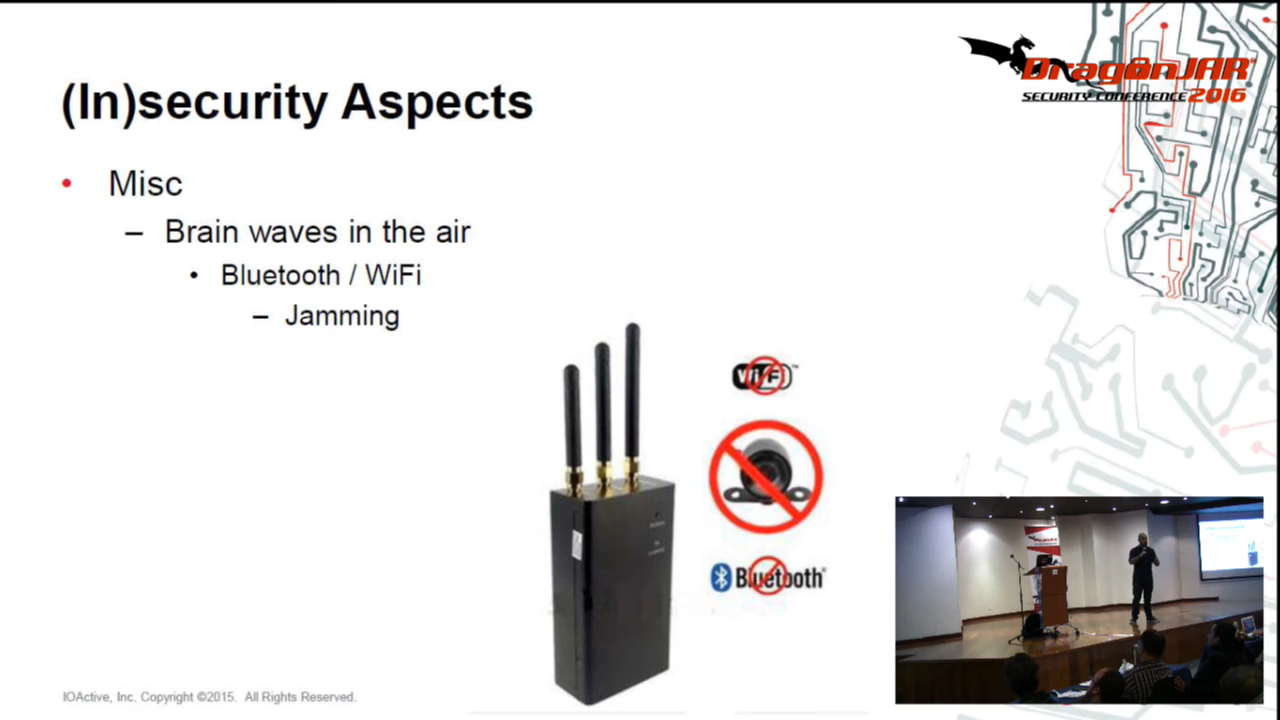 DragonJAR
SECURITY CONFERENCE 2016
(In)security Aspects
• Misc
– Brain waves in the air
• Bluetooth / WiFi
– Jamming
WiFi™
Bluetooth®
IOActive, Inc. Copyright ©2015. All Rights Reserved.